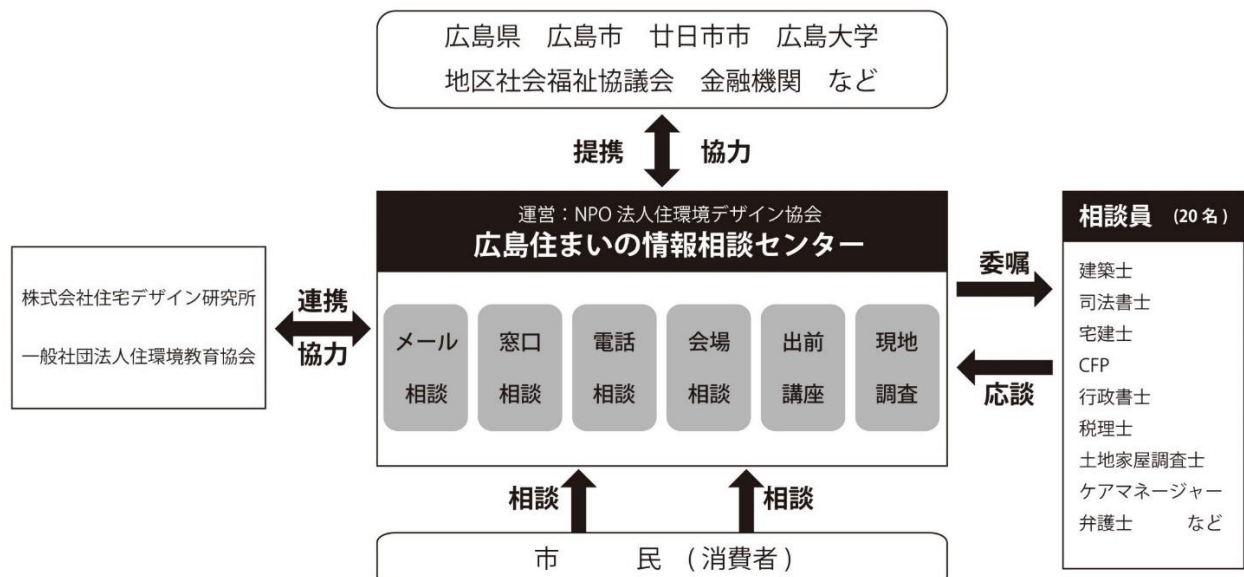 広島県　広島市　廿日市市　広島大学
地区社会福祉協議会　金融機関　など
提携　協力
運営：NPO 法人住環境デザイン協会
広島住まいの情報相談センター
株式会社住宅デザイン研究所
一般社団法人住環境教育協会
連携
協力
メール
相談
窓口
相談
電話
相談
会場
相談
出前
講座
現地
調査
委嘱
応談
相談員 (20 名 )
建築士
司法書士
宅建士
CFP
行政書士
税理士
土地家屋調査士
ケアマネージャー
弁護士　など
相談　相談
市　民 ( 消費者 )